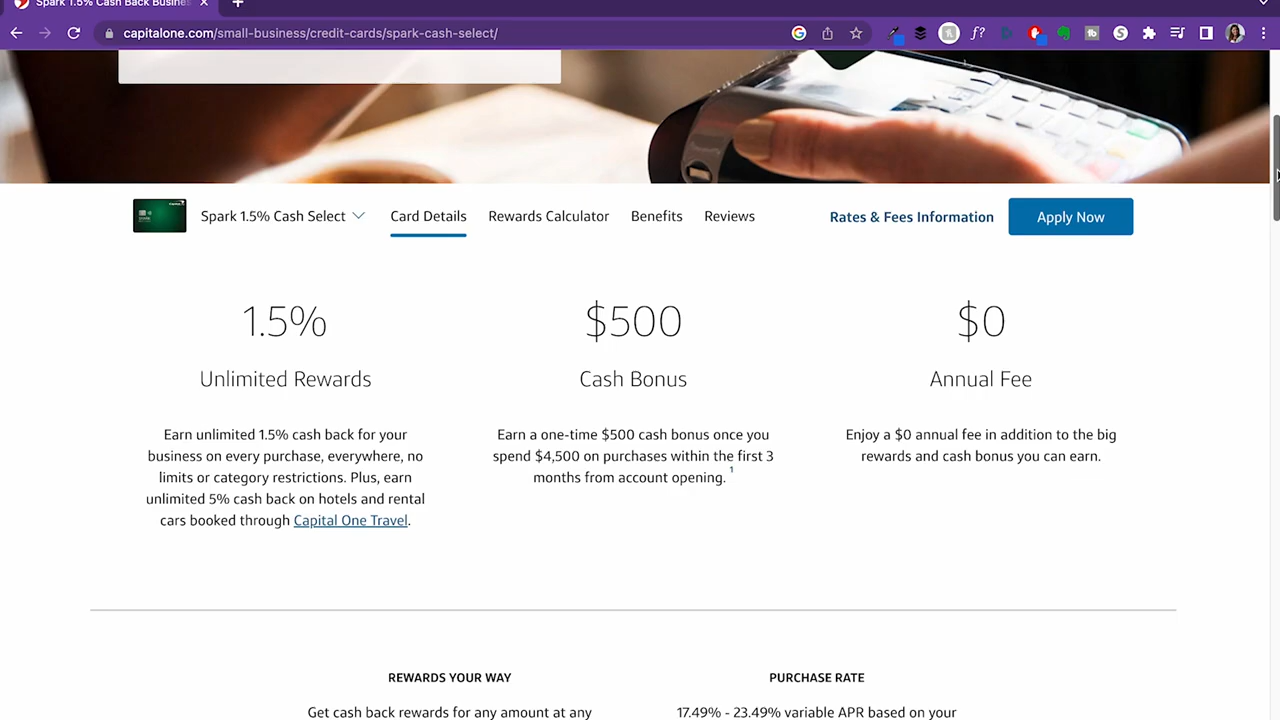 Spark 1.5% Cash Back Busines
capitalone.com/small-business/credit-cards/spark-cash-select/
Spark 1.5% Cash Select
Card Details
Rewards Calculator
Benefits
Reviews
Rates & Fees Information
Apply Now
1.5%
Unlimited Rewards
Earn unlimited 1.5% cash back for your
business on every purchase, everywhere, no
limits or category restrictions. Plus, earn
unlimited 5% cash back on hotels and rental
cars booked through Capital One Travel.
$500
Cash Bonus
Earn a one-time $500 cash bonus once you
spend $4,500 on purchases within the first 3
months from account opening. 1
$0
Annual Fee
Enjoy a $0 annual fee in addition to the big
rewards and cash bonus you can earn.
REWARDS YOUR WAY
Get cash back rewards for any amount at any
PURCHASE RATE
17.49% - 23.49% variable APR based on your